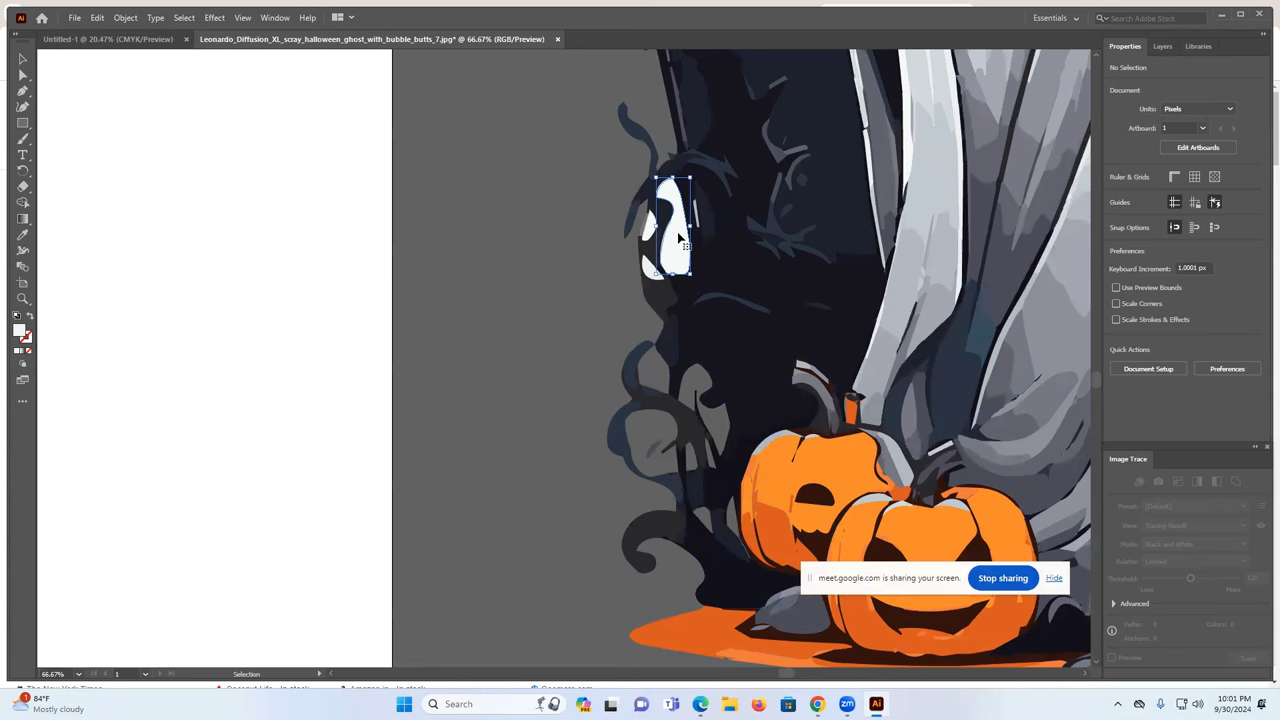 File Edit Object Type Select Effect View Window Help
Essentials
Search Adobe Stock
Untitled-1 @ 20.47% (CMYK/Preview) ×
Leonardo_Diffusion_XL_scray_halloween_ghost_with_bubble_butts_7.jpg* @ 66.67% (RGB/Preview) ×
Properties Layers Libraries
No Selection
Document
Units: Pixels
Artboard: 1
Edit Artboards
Ruler & Grids
Guides
Snap Options
Preferences
Keyboard Increment: 1.0001 px
Use Preview Bounds
Scale Corners
Scale Strokes & Effects
Quick Actions
Document Setup Preferences
Image Trace
Preset: [Default]
View: Tracing Result
Mode: Black and White
Palette: Limited
Threshold:
Less More
Advanced
Paths: 0 Colors: 0
Anchors: 0
Preview Trace
meet.google.com is sharing your screen. Stop sharing Hide
66.67% 1 Selection
84°F
Mostly cloudy
Search
10:01 PM
9/30/2024